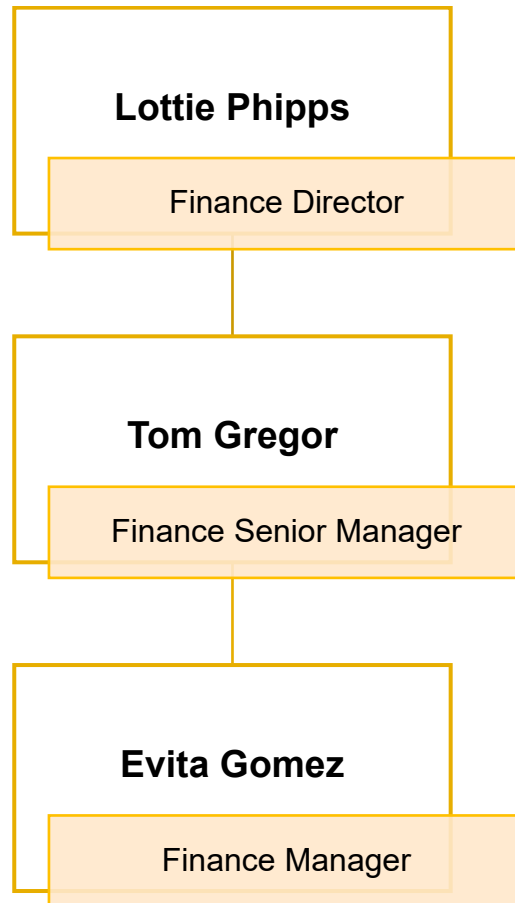 Lottie Phipps
Finance Director
Tom Gregor
Finance Senior Manager
Evita Gomez
Finance Manager